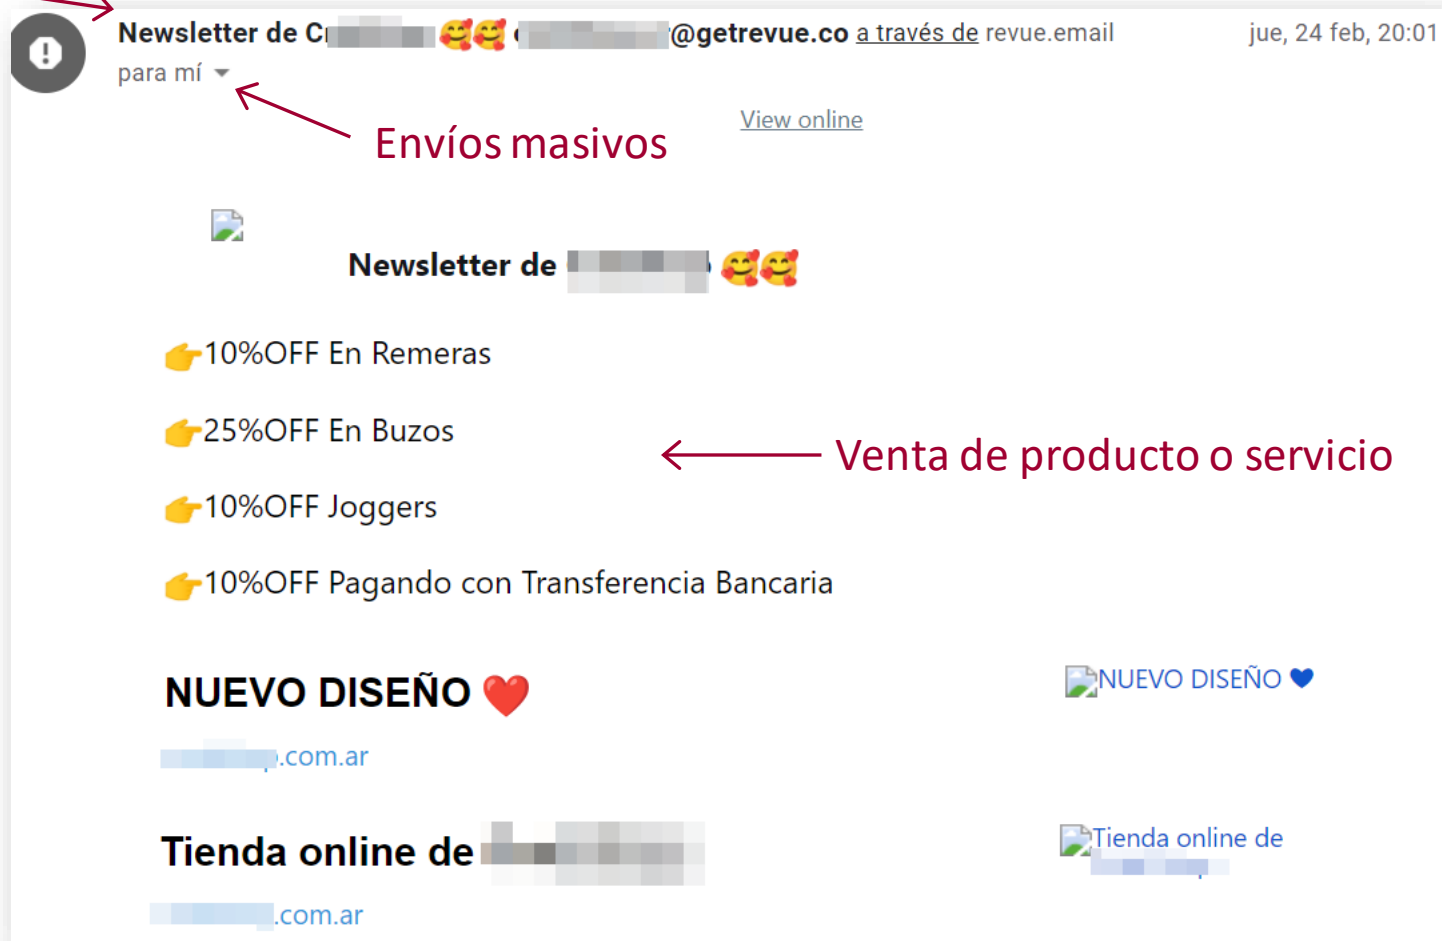 Newsletter de C 🥰🥰 @getrevue.co a través de revue.email jue, 24 feb, 20:01
para mí
View online
Envíos masivos
Newsletter de 🥰🥰
👉10%OFF En Remeras
👉25%OFF En Buzos
Venta de producto o servicio
👉10%OFF Joggers
👉10%OFF Pagando con Transferencia Bancaria
NUEVO DISEÑO ❤️
NUEVO DISEÑO 💙
.com.ar
Tienda online de
Tienda online de
.com.ar